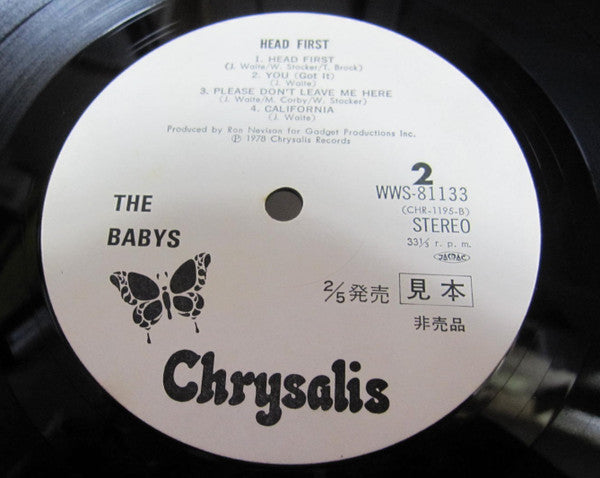 HEAD FIRST
1. HEAD FIRST
(J. Waite/W. Stocker/T. Brock)
2. YOU (Got It)
(J. Waite)
3. PLEASE DON'T LEAVE ME HERE
(J. Waite/M. Corby/W. Stocker)
4. CALIFORNIA
(J. Waite)
Produced by Ron Nevison for Gadget Productions Inc.
Ⓟ 1978 Chrysalis Records
THE
BABYS
2
WWS-81133
(CHR-1195-B)
STEREO
33⅓ r. p. m.
JASRAC
2/5発売 見本
非売品
Chrysalis